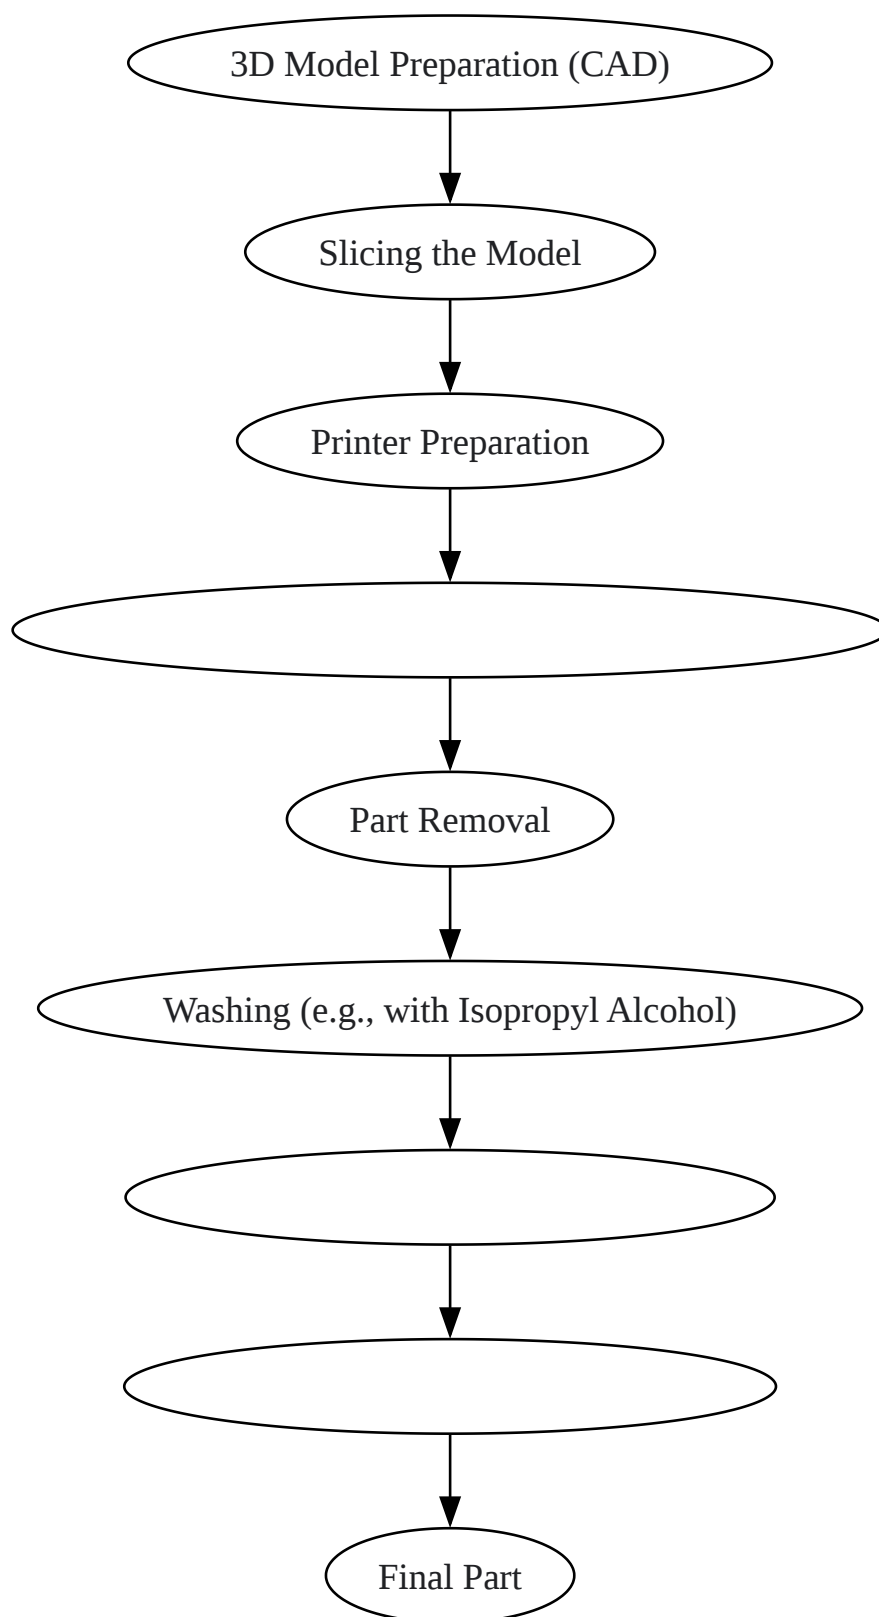 3D Model Preparation (CAD)
Slicing the Model
Printer Preparation
Part Removal
Washing (e.g., with Isopropyl Alcohol)
Final Part